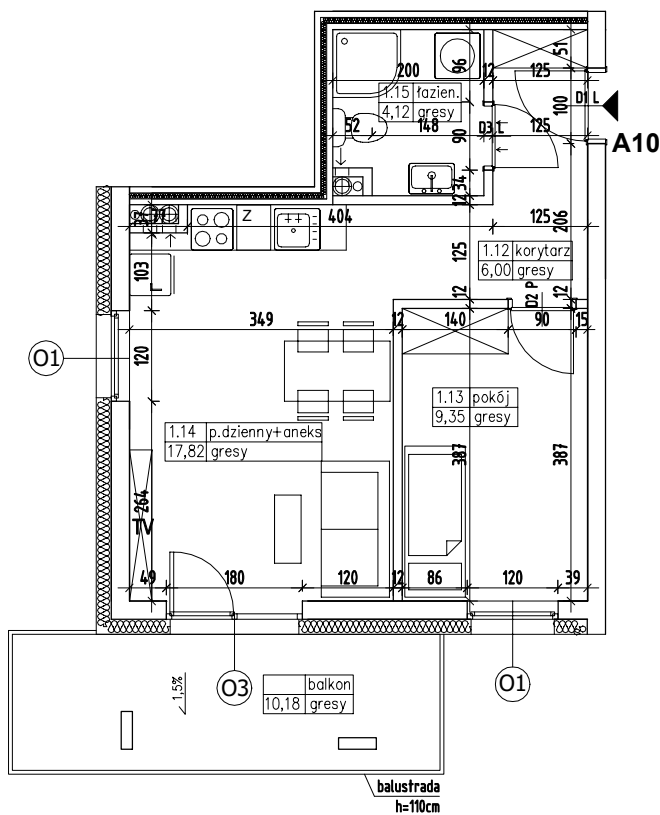 51
96
200
12
125
1.15 łazien.
4,12 gresy
100
D1 L
52
148
90
D3 L
125
A10
34
12
Z
404
125
206
103
L
125
1.12 korytarz
6,00 gresy
12
D2 P
12
349
12
140
90
15
O1
120
1.13 pokój
9,35 gresy
1.14 p.dzienny+aneks
17,82 gresy
387
387
264
TV
49
180
120
12
86
120
39
1,5%
O3
balkon
10,18 gresy
O1
balustrada
h=110cm